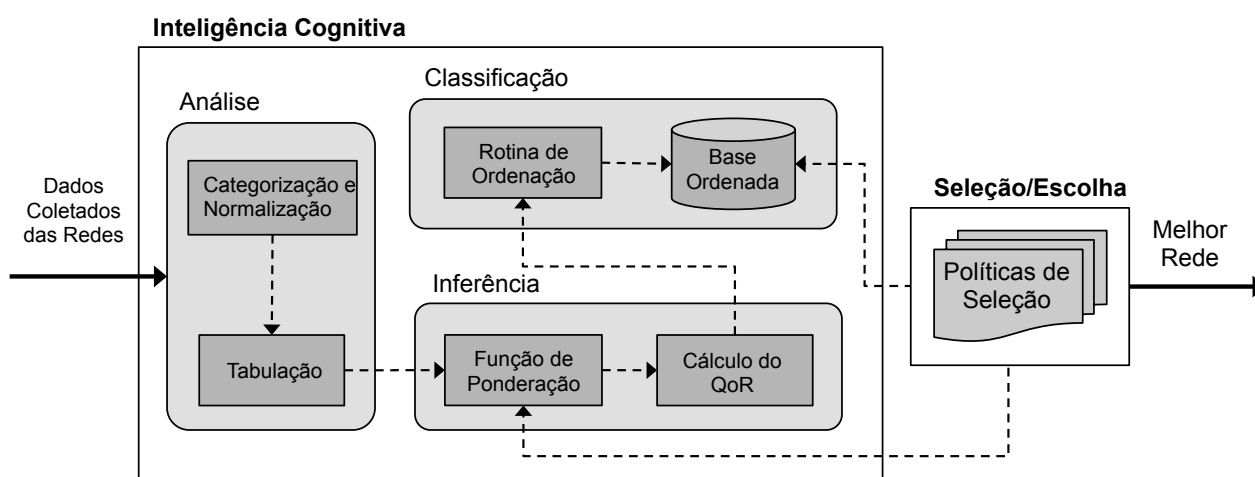 Inteligência Cognitiva
Classificação
Análise
Rotina de
Ordenação
Base
Ordenada
Categorização e
Normalização
Dados
Coletados
das Redes
Seleção/Escolha
Melhor
Rede
Políticas de
Seleção
Inferência
Tabulação
Função de
Ponderação
Cálculo do
QoR